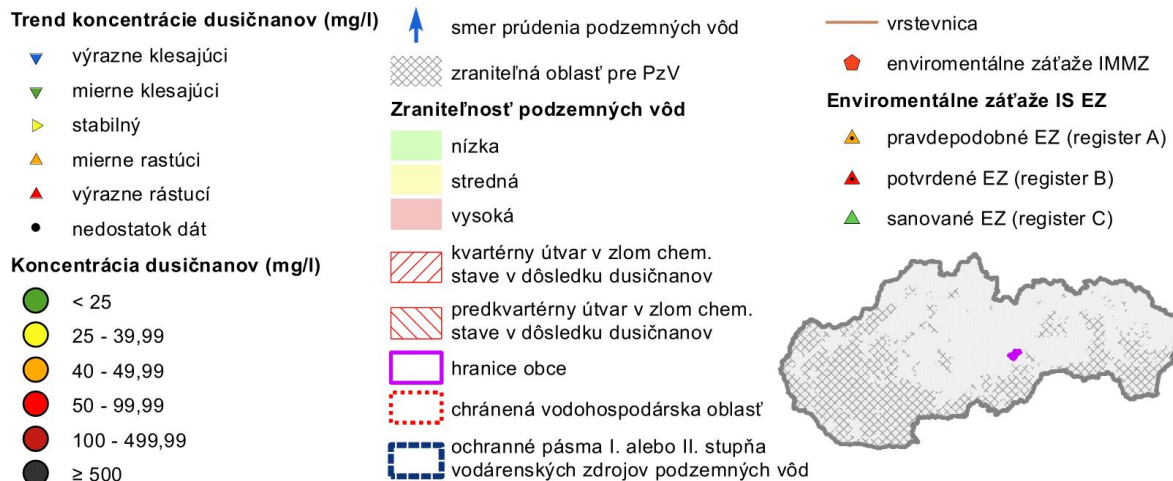 Trend koncentrácie dusičnanov (mg/l)
výrazne klesajúci
mierne klesajúci
stabilný
mierne rastúci
výrazne rástucí
nedostatok dát
Koncentrácia dusičnanov (mg/l)
< 25
25 - 39,99
40 - 49,99
50 - 99,99
100 - 499,99
≥ 500
smer prúdenia podzemných vôd
zraniteľná oblasť pre PzV
Zraniteľnosť podzemných vôd
nízka
stredná
vysoká
kvartérny útvar v zlom chem.
stave v dôsledku dusičnanov
predkvartérny útvar v zlom chem.
stave v dôsledku dusičnanov
hranice obce
chránená vodohospodárska oblasť
ochranné pásma I. alebo II. stupňa
vodárenských zdrojov podzemných vôd
vrstevnica
enviromentálne záťaže IMMZ
Enviromentálne záťaže IS EZ
pravdepodobné EZ (register A)
potvrdené EZ (register B)
sanované EZ (register C)